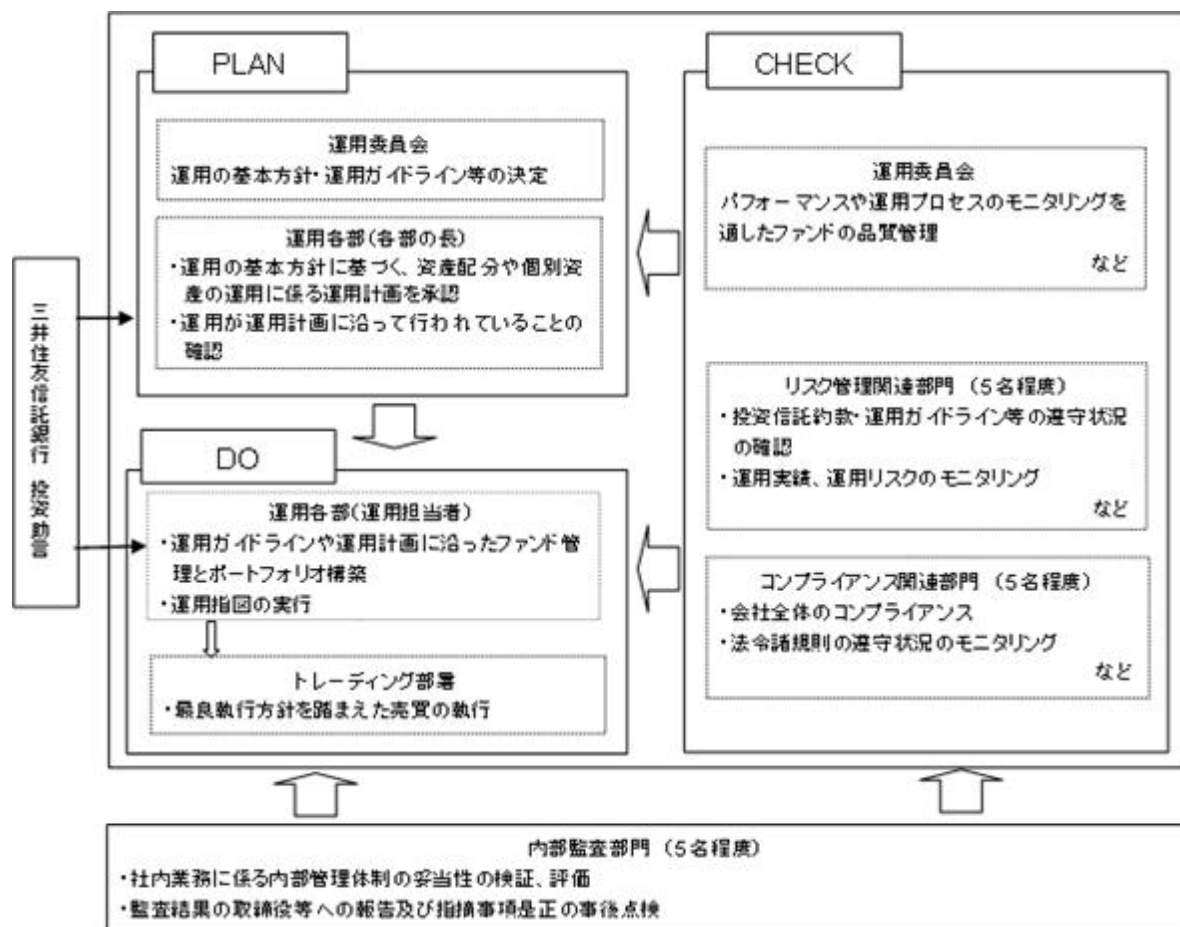 PLAN
運用委員会
運用の基本方針・運用ガイドライン等の決定
運用各部(各部の長)
・運用の基本方針に基づく、資産配分や個別資
産の運用に係る運用計画を承認
・運用が運用計画に沿って行われていることの
確認
三井住友信託銀行 投資助言
DO
運用各部(運用担当者)
・運用ガイドラインや運用計画に沿ったファンド管
理とポートフォリオ構築
・運用指図の実行
トレーディング部署
・最良執行方針を踏まえた売買の執行
CHECK
運用委員会
パフォーマンスや運用プロセスのモニタリングを
通したファンドの品質管理
など
リスク管理関連部門 (5名程度)
・投資信託約款・運用ガイドライン等の遵守状況
の確認
・運用実績、運用リスクのモニタリング
など
コンプライアンス関連部門 (5名程度)
・会社全体のコンプライアンス
・法令諸規則の遵守状況のモニタリング
など
内部監査部門 (5名程度)
・社内業務に係る内部管理体制の妥当性の検証、評価
・監査結果の取締役等への報告及び指摘事項是正の事後点検